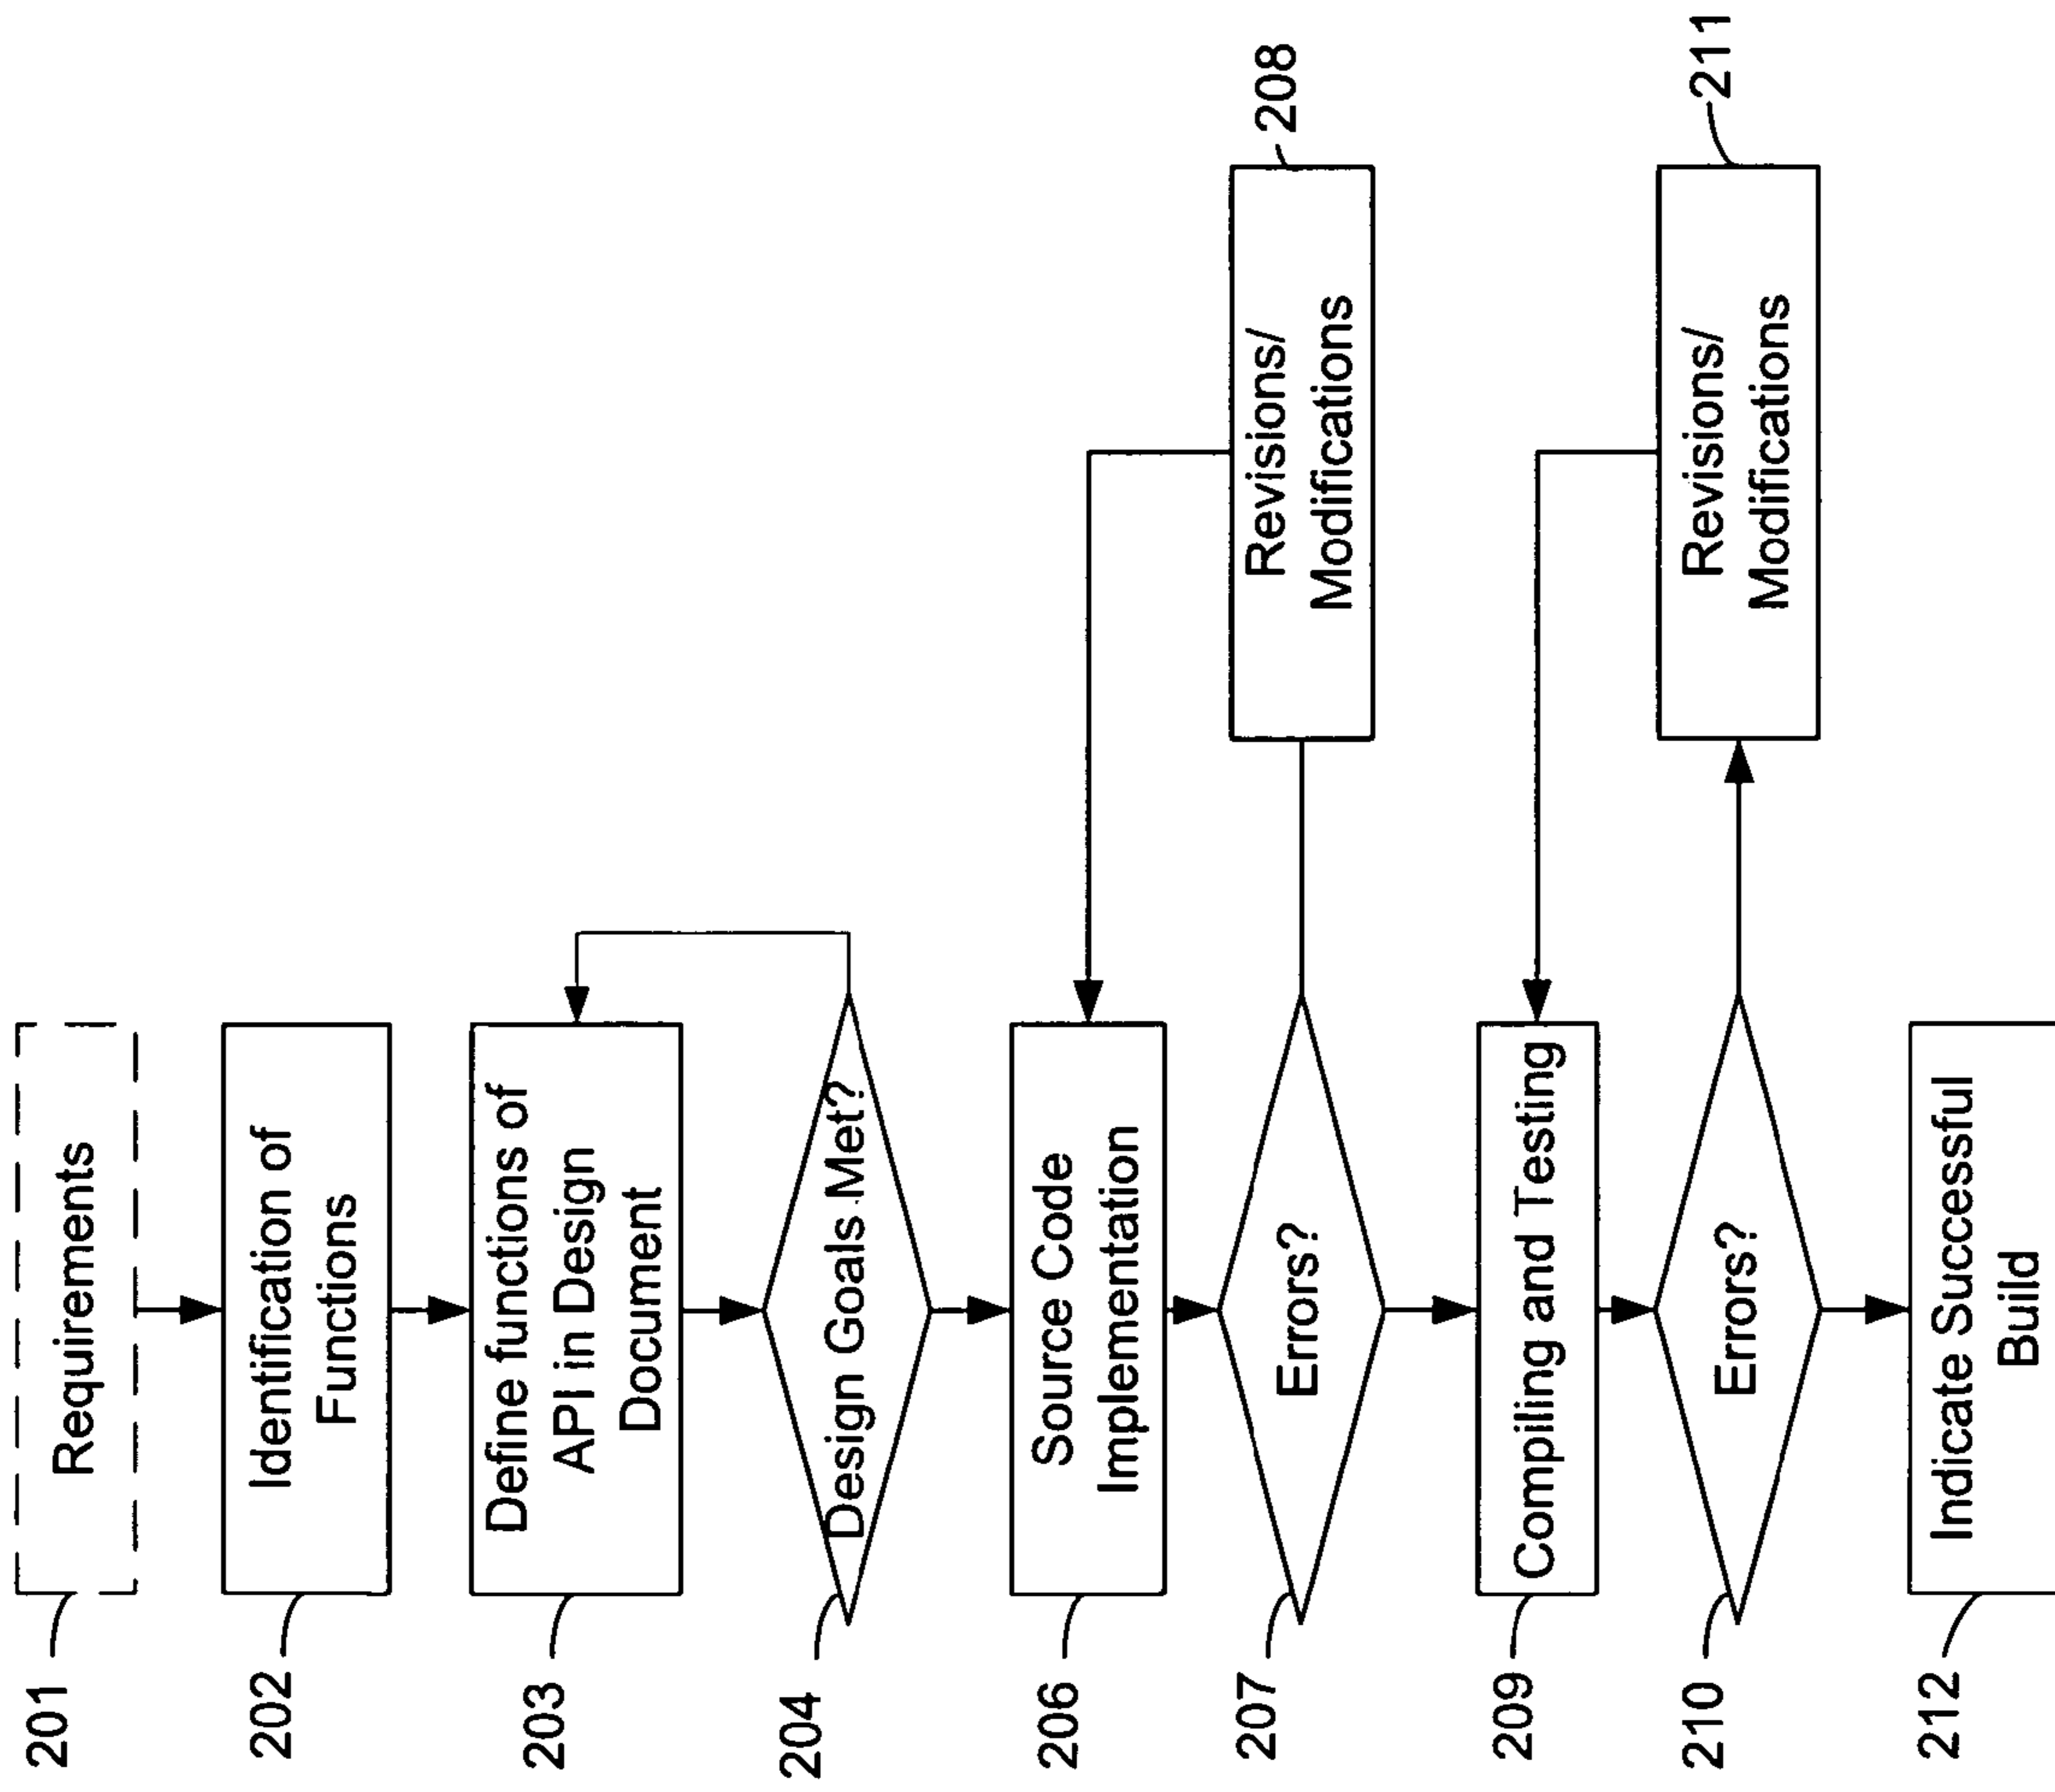 201
Requirements
202
Identification of
Functions
203
Define functions of
API in Design
Document
204
Design Goals Met?
206
Source Code
Implementation
207
Errors?
208
Revisions/
Modifications
209
Compiling and Testing
210
Errors?
211
Revisions/
Modifications
212
Indicate Successful
Build